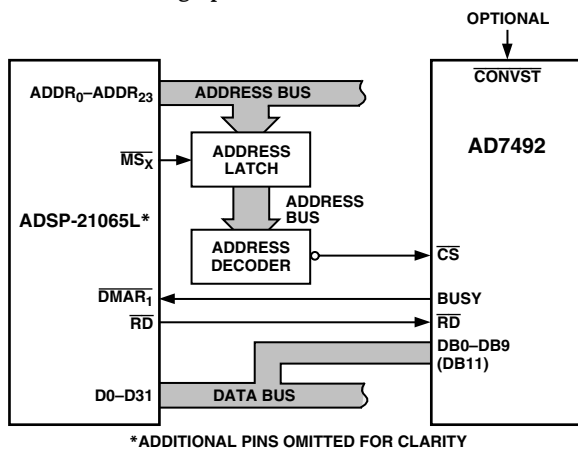 OPTIONAL
ADDR0–ADDR23
ADDRESS BUS
CONVST
AD7492
MSX
ADDRESS
LATCH
ADDRESS
BUS
ADSP-21065L*
ADDRESS
DECODER
CS
DMAR1
BUSY
RD
RD
DB0–DB9
(DB11)
D0–D31
DATA BUS
*ADDITIONAL PINS OMITTED FOR CLARITY